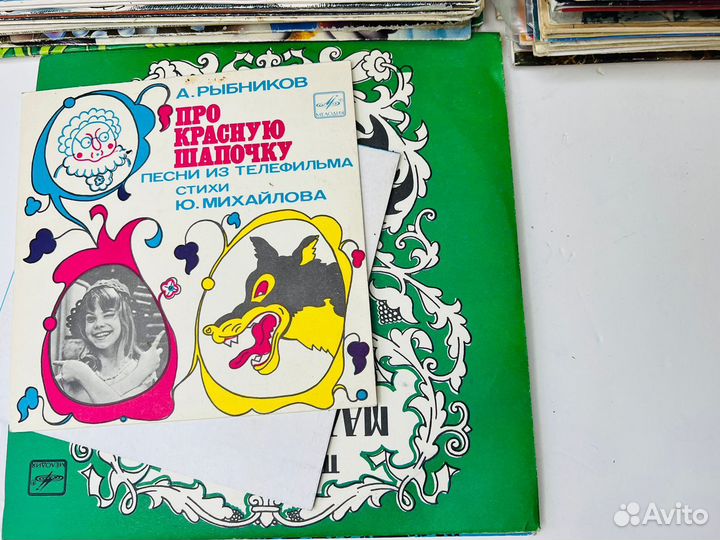 А. РЫБНИКОВ
ПРО
КРАСНУЮ
ШАПОЧКУ
ПЕСНИ ИЗ ТЕЛЕФИЛЬМА
СТИХИ
Ю. МИХАЙЛОВА
МЕЛОДИЯ
МЕЛОДИЯ
Avito